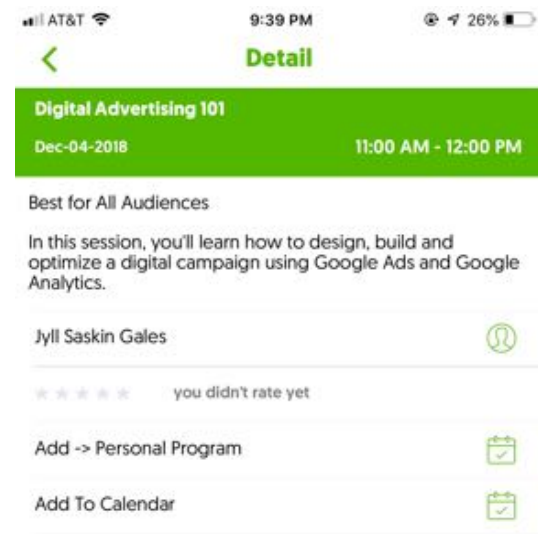 AT&T 9:39 PM 26%
Detail
Digital Advertising 101
Dec-04-2018 11:00 AM - 12:00 PM
Best for All Audiences
In this session, you'll learn how to design, build and
optimize a digital campaign using Google Ads and Google
Analytics.
Jyll Saskin Gales
you didn't rate yet
Add -> Personal Program
Add To Calendar